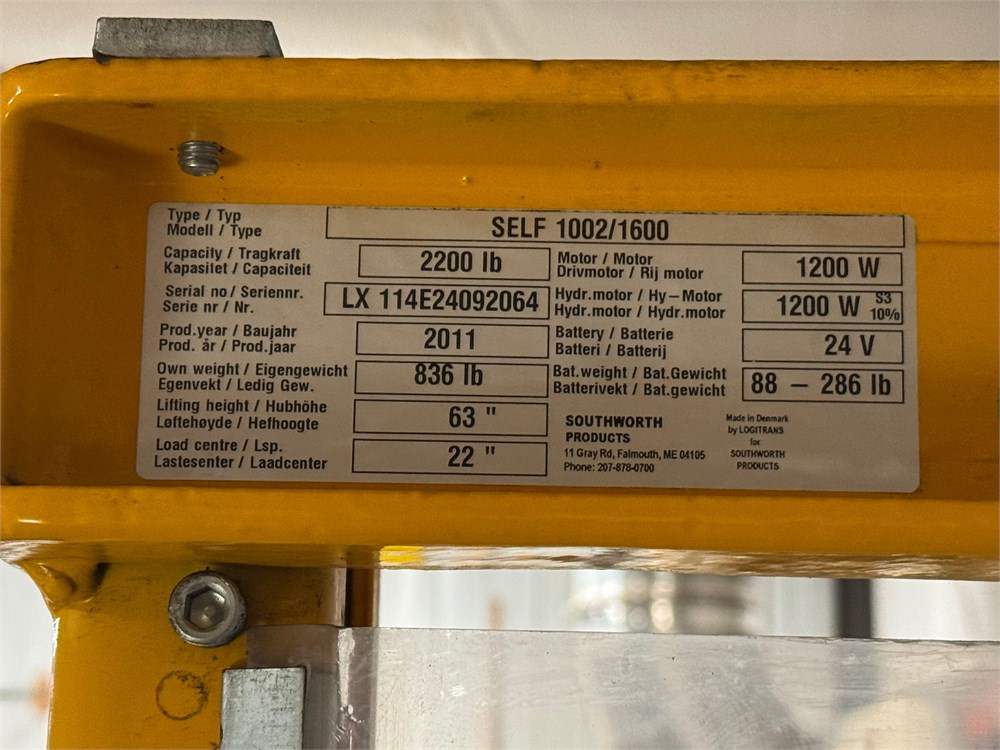 Type / Typ
Modell / Type
SELF 1002/1600
Capacity / Tragkraft
Kapasitet / Capaciteit
2200 lb
Motor / Motor
Drivmotor / Rij motor
1200 W
Serial no / Seriennr.
Serie nr / Nr.
LX 114E24092064
Hydr.motor / Hy–Motor
Hydr.motor / Hydr.motor
1200 W S3 10%
Prod.year / Baujahr
Prod. år / Prod.jaar
2011
Battery / Batterie
Batteri / Batterij
24 V
Own weight / Eigengewicht
Egenvekt / Ledig Gew.
836 lb
Bat.weight / Bat.Gewicht
Batterivekt / Bat.gewicht
88 – 286 lb
Lifting height / Hubhöhe
Løftehøyde / Hefhoogte
63 "
Load centre / Lsp.
Lastesenter / Laadcenter
22 "
SOUTHWORTH
PRODUCTS
11 Gray Rd, Falmouth, ME 04105
Phone: 207-878-0700
Made in Denmark
by LOGITRANS
for
SOUTHWORTH
PRODUCTS